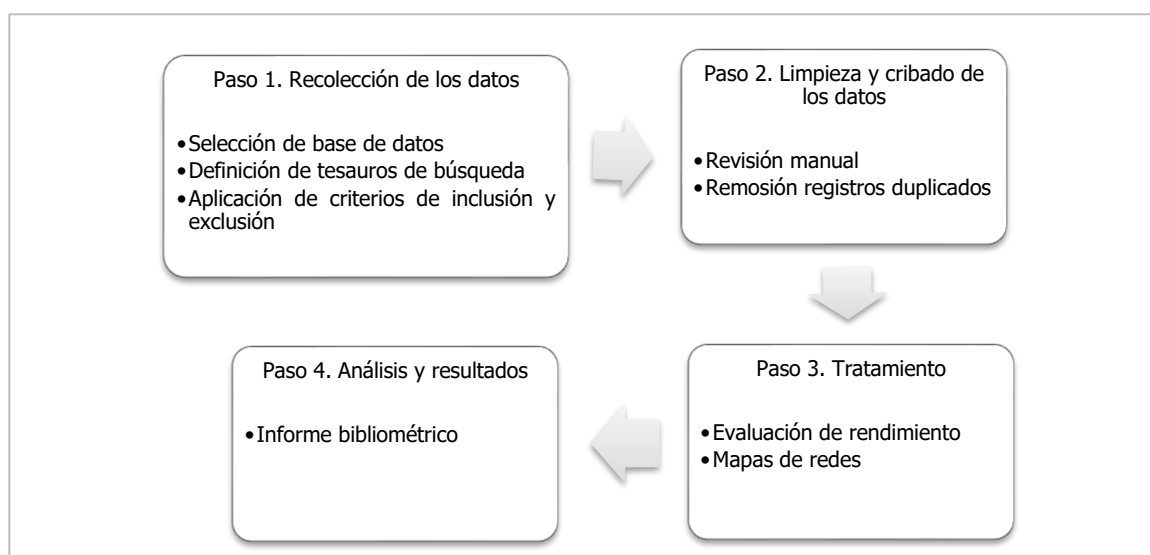 Paso 1. Recolección de los datos
•Selección de base de datos
•Definición de tesauros de búsqueda
•Aplicación de criterios de inclusión y
exclusión
Paso 2. Limpieza y cribado de
los datos
•Revisión manual
•Remosión registros duplicados
Paso 3. Tratamiento
•Evaluación de rendimiento
•Mapas de redes
Paso 4. Análisis y resultados
•Informe bibliométrico